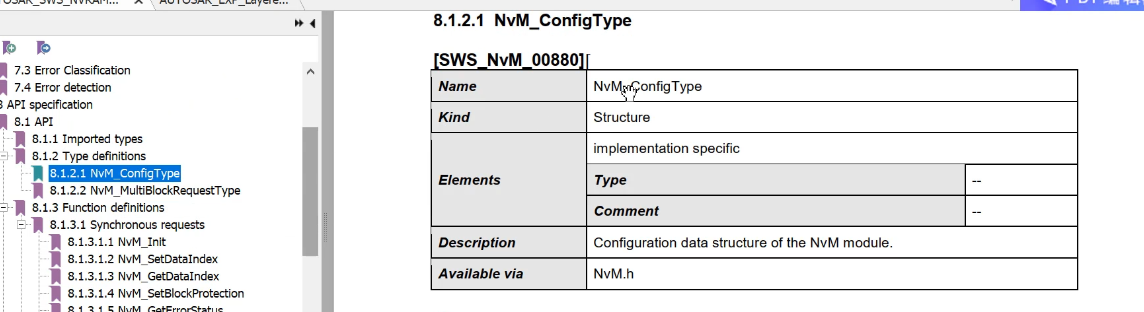 AUTOSAR_EXP_Layere...
7.3 Error Classification
7.4 Error detection
8 API specification
8.1 API
8.1.1 Imported types
8.1.2 Type definitions
8.1.2.1 NvM_ConfigType
8.1.2.2 NvM_MultiBlockRequestType
8.1.3 Function definitions
8.1.3.1 Synchronous requests
8.1.3.1.1 NvM_Init
8.1.3.1.2 NvM_SetDataIndex
8.1.3.1.3 NvM_GetDataIndex
8.1.3.1.4 NvM_SetBlockProtection
8.1.3.1.5 NvM_GetErrorStatus
8.1.2.1 NvM_ConfigType
[SWS_NvM_00880]⌈
Name NvM_ConfigType
Kind Structure
implementation specific
Elements Type --
Comment --
Description Configuration data structure of the NvM module.
Available via NvM.h